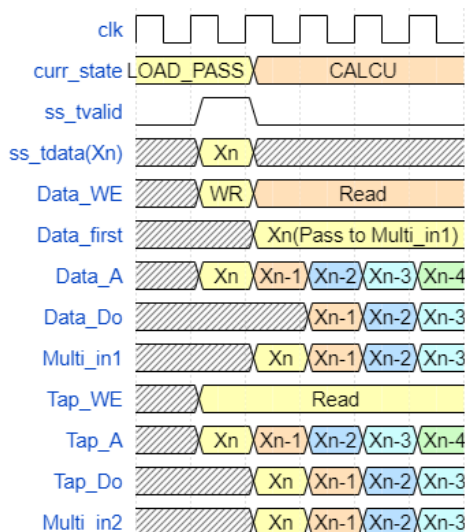 clk
curr_state LOAD_PASS CALCU
ss_tvalid
ss_tdata(Xn) Xn
Data_WE WR Read
Data_first Xn(Pass to Multi_in1)
Data_A Xn Xn-1 Xn-2 Xn-3 Xn-4
Data_Do Xn-1 Xn-2 Xn-3
Multi_in1 Xn Xn-1 Xn-2 Xn-3
Tap_WE Read
Tap_A Xn Xn-1 Xn-2 Xn-3 Xn-4
Tap_Do Xn Xn-1 Xn-2 Xn-3
Multi_in2 Xn Xn-1 Xn-2 Xn-3